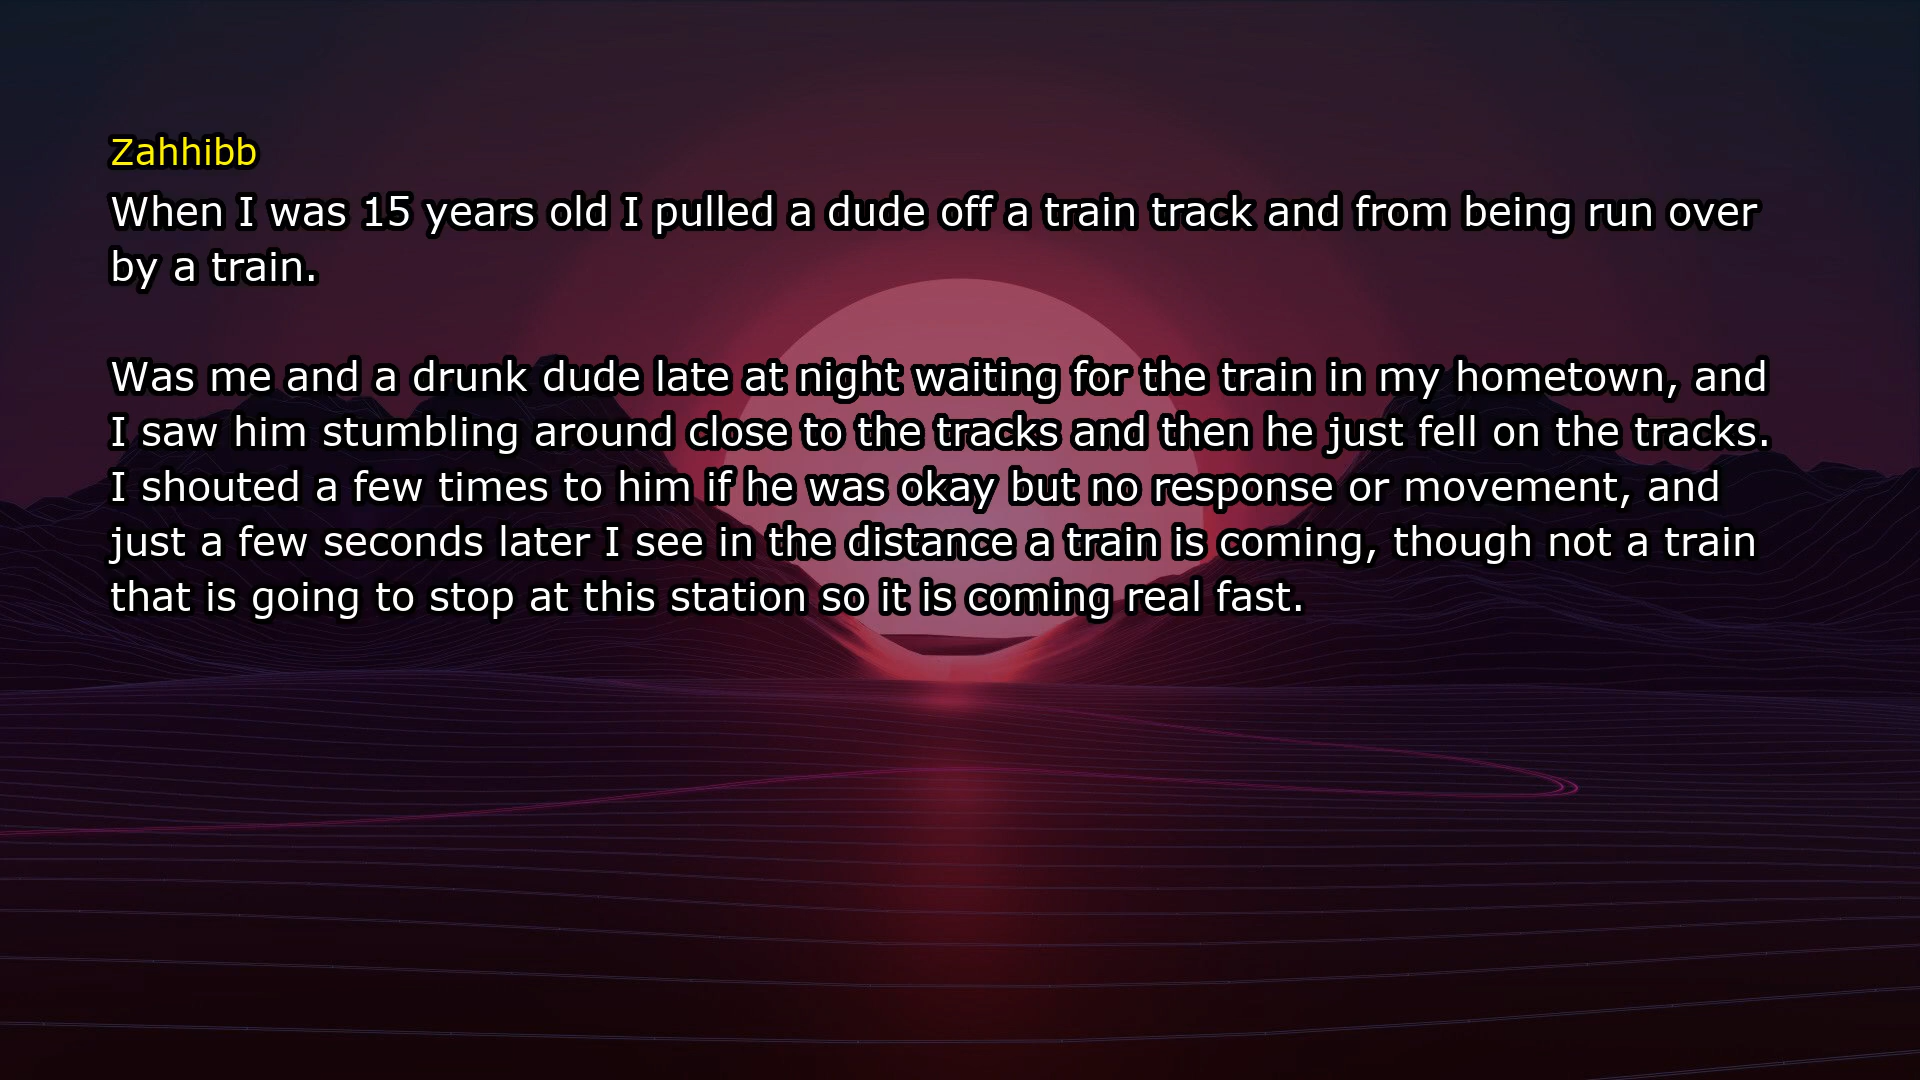 Zahhibb
When I was 15 years old I pulled a dude off a train track and from being run over
by a train.
Was me and a drunk dude late at night waiting for the train in my hometown, and
I saw him stumbling around close to the tracks and then he just fell on the tracks.
I shouted a few times to him if he was okay but no response or movement, and
just a few seconds later I see in the distance a train is coming, though not a train
that is going to stop at this station so it is coming real fast.